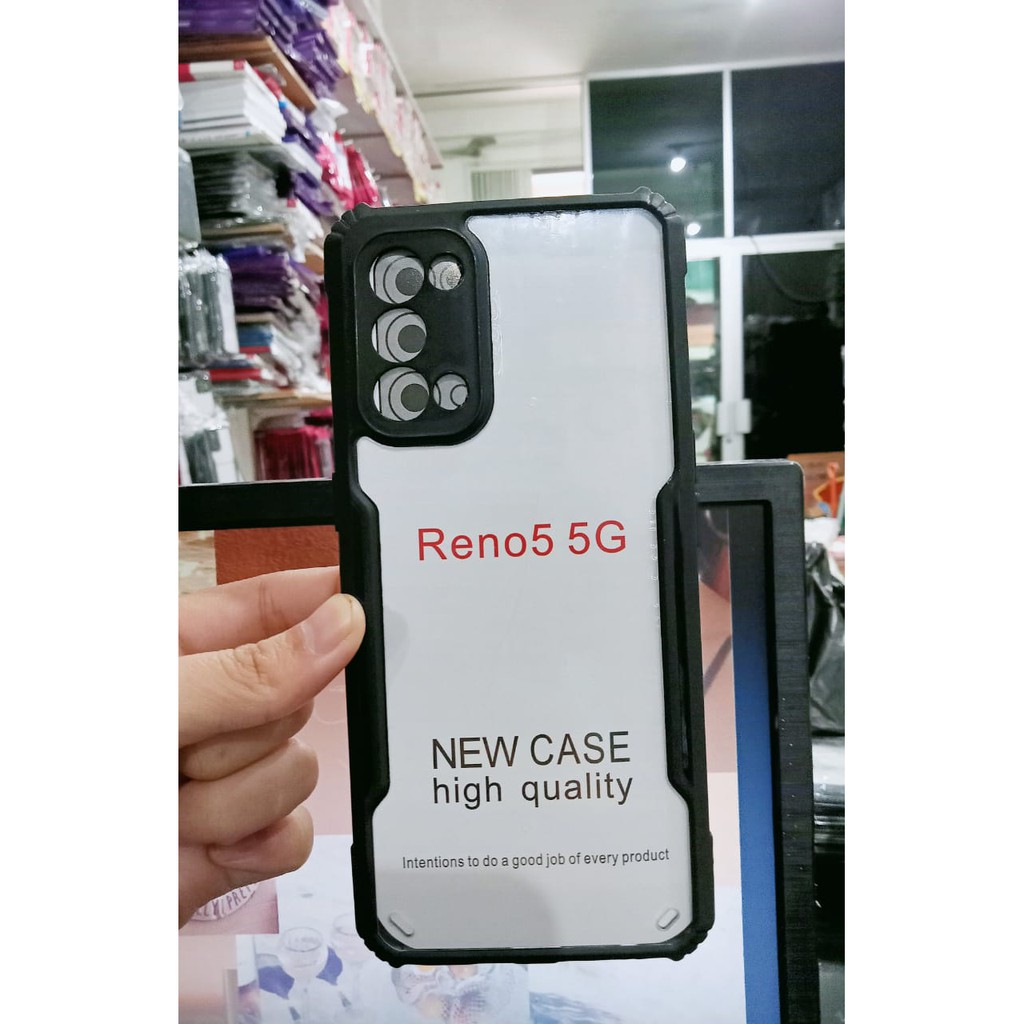 Reno5 5G
NEW CASE
high quality
Intentions to do a good job of every product